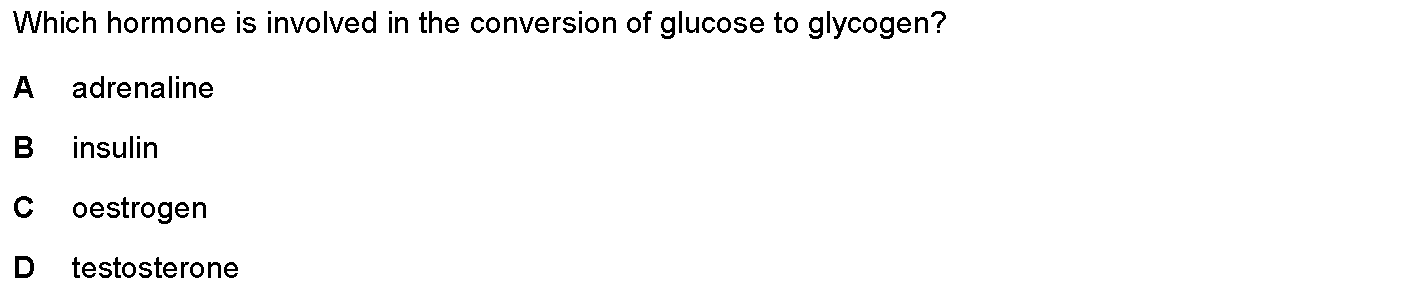 Which hormone is involved in the conversion of glucose to glycogen?
A adrenaline
B insulin
C oestrogen
D testosterone